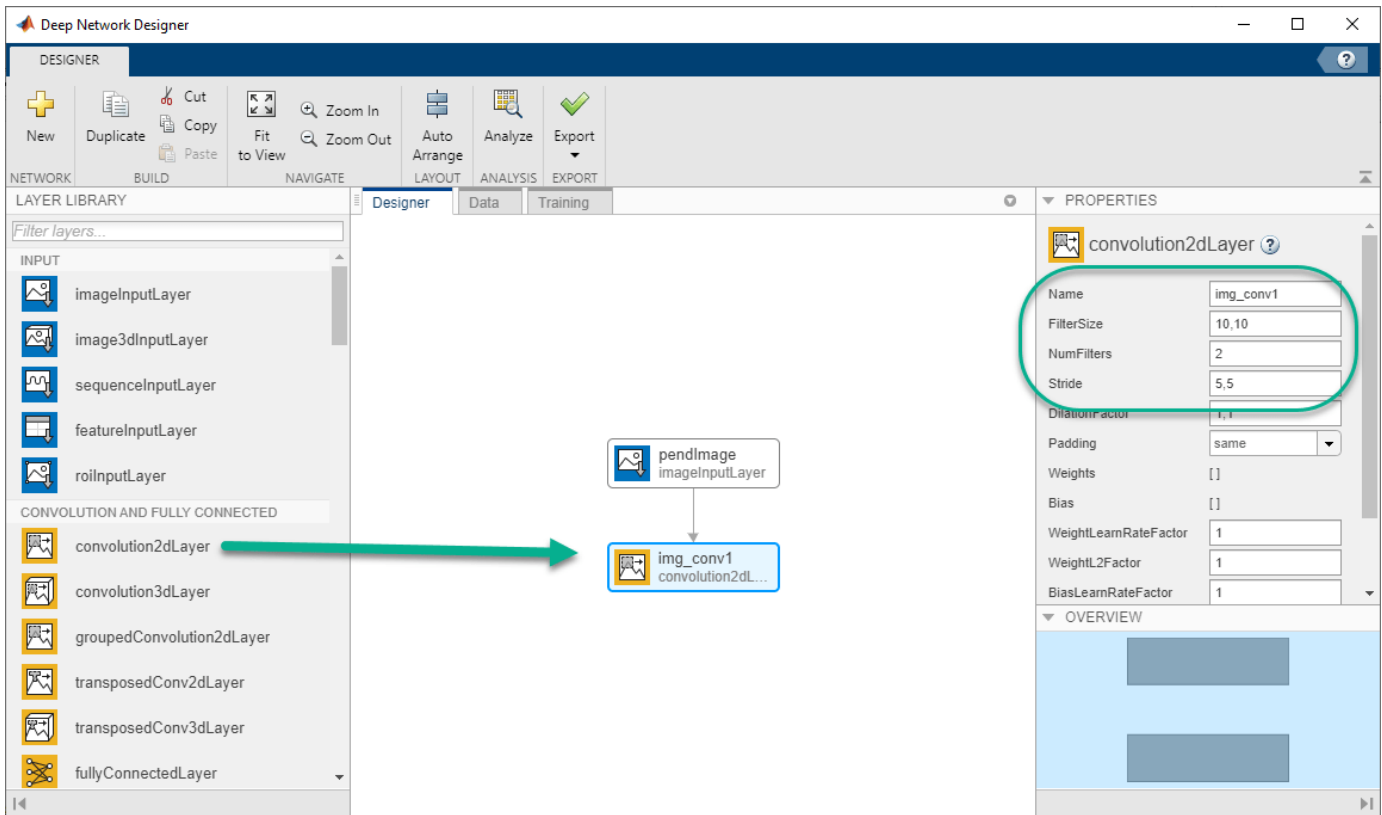 Deep Network Designer
DESIGNER
?
New
Duplicate
Cut
Copy
Paste
Fit
to View
Zoom In
Zoom Out
Auto
Arrange
Analyze
Export
NETWORK
BUILD
NAVIGATE
LAYOUT
ANALYSIS
EXPORT
LAYER LIBRARY
Filter layers...
INPUT
imageInputLayer
image3dInputLayer
sequenceInputLayer
featureInputLayer
roiInputLayer
CONVOLUTION AND FULLY CONNECTED
convolution2dLayer
convolution3dLayer
groupedConvolution2dLayer
transposedConv2dLayer
transposedConv3dLayer
fullyConnectedLayer
Designer
Data
Training
pendImage
imageInputLayer
img_conv1
convolution2dL...
PROPERTIES
convolution2dLayer ?
Name img_conv1
FilterSize 10,10
NumFilters 2
Stride 5,5
DilationFactor 1,1
Padding same
Weights []
Bias []
WeightLearnRateFactor 1
WeightL2Factor 1
BiasLearnRateFactor 1
OVERVIEW